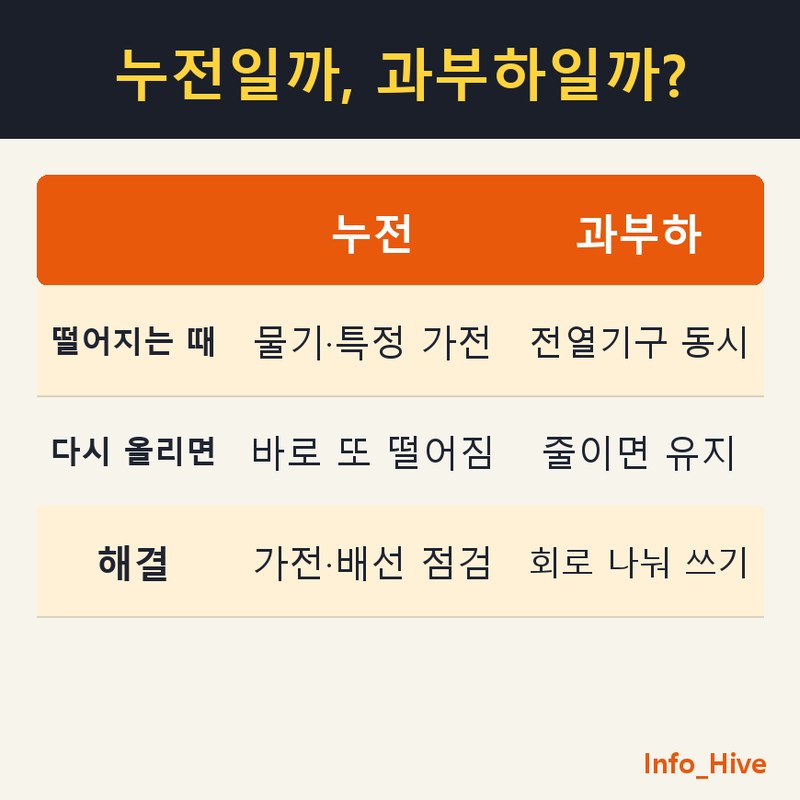 누전일까, 과부하일까?
누전 과부하
떨어지는 때 물기·특정 가전 전열기구 동시
다시 올리면 바로 또 떨어짐 줄이면 유지
해결 가전·배선 점검 회로 나눠 쓰기
Info_Hive